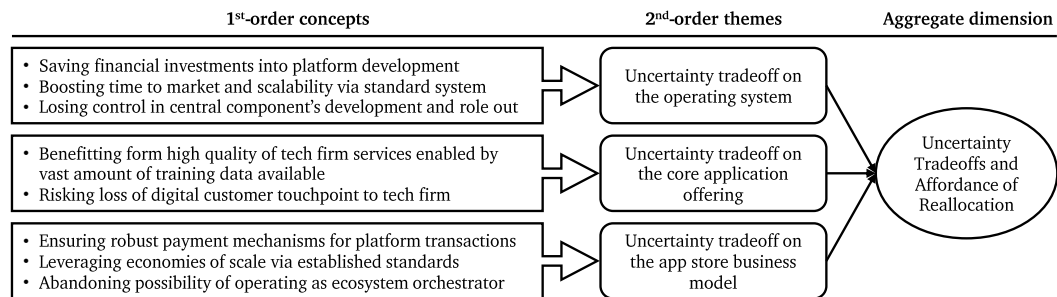 1st-order concepts
2nd-order themes
Aggregate dimension
• Saving financial investments into platform development
• Boosting time to market and scalability via standard system
• Losing control in central component's development and role out
Uncertainty tradeoff on
the operating system
• Benefitting form high quality of tech firm services enabled by
vast amount of training data available
• Risking loss of digital customer touchpoint to tech firm
Uncertainty tradeoff on
the core application
offering
• Ensuring robust payment mechanisms for platform transactions
• Leveraging economies of scale via established standards
• Abandoning possibility of operating as ecosystem orchestrator
Uncertainty tradeoff on
the app store business
model
Uncertainty
Tradeoffs and
Affordance of
Reallocation